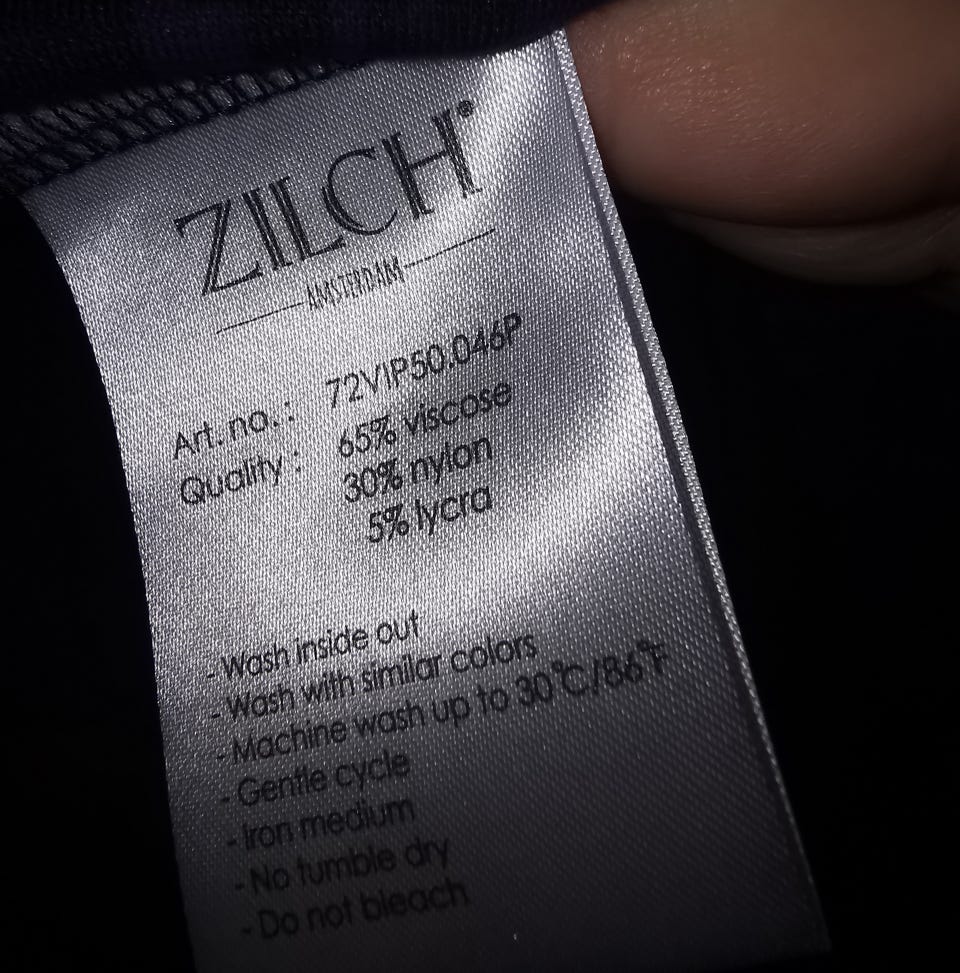 ZILCH®
AMSTERDAM
Art. no. : 72VIP50.046P
Quality : 65% viscose
30% nylon
5% lycra
- Wash inside out
- Wash with similar colors
- Machine wash up to 30°C/86°F
- Gentle cycle
- Iron medium
- No tumble dry
- Do not bleach